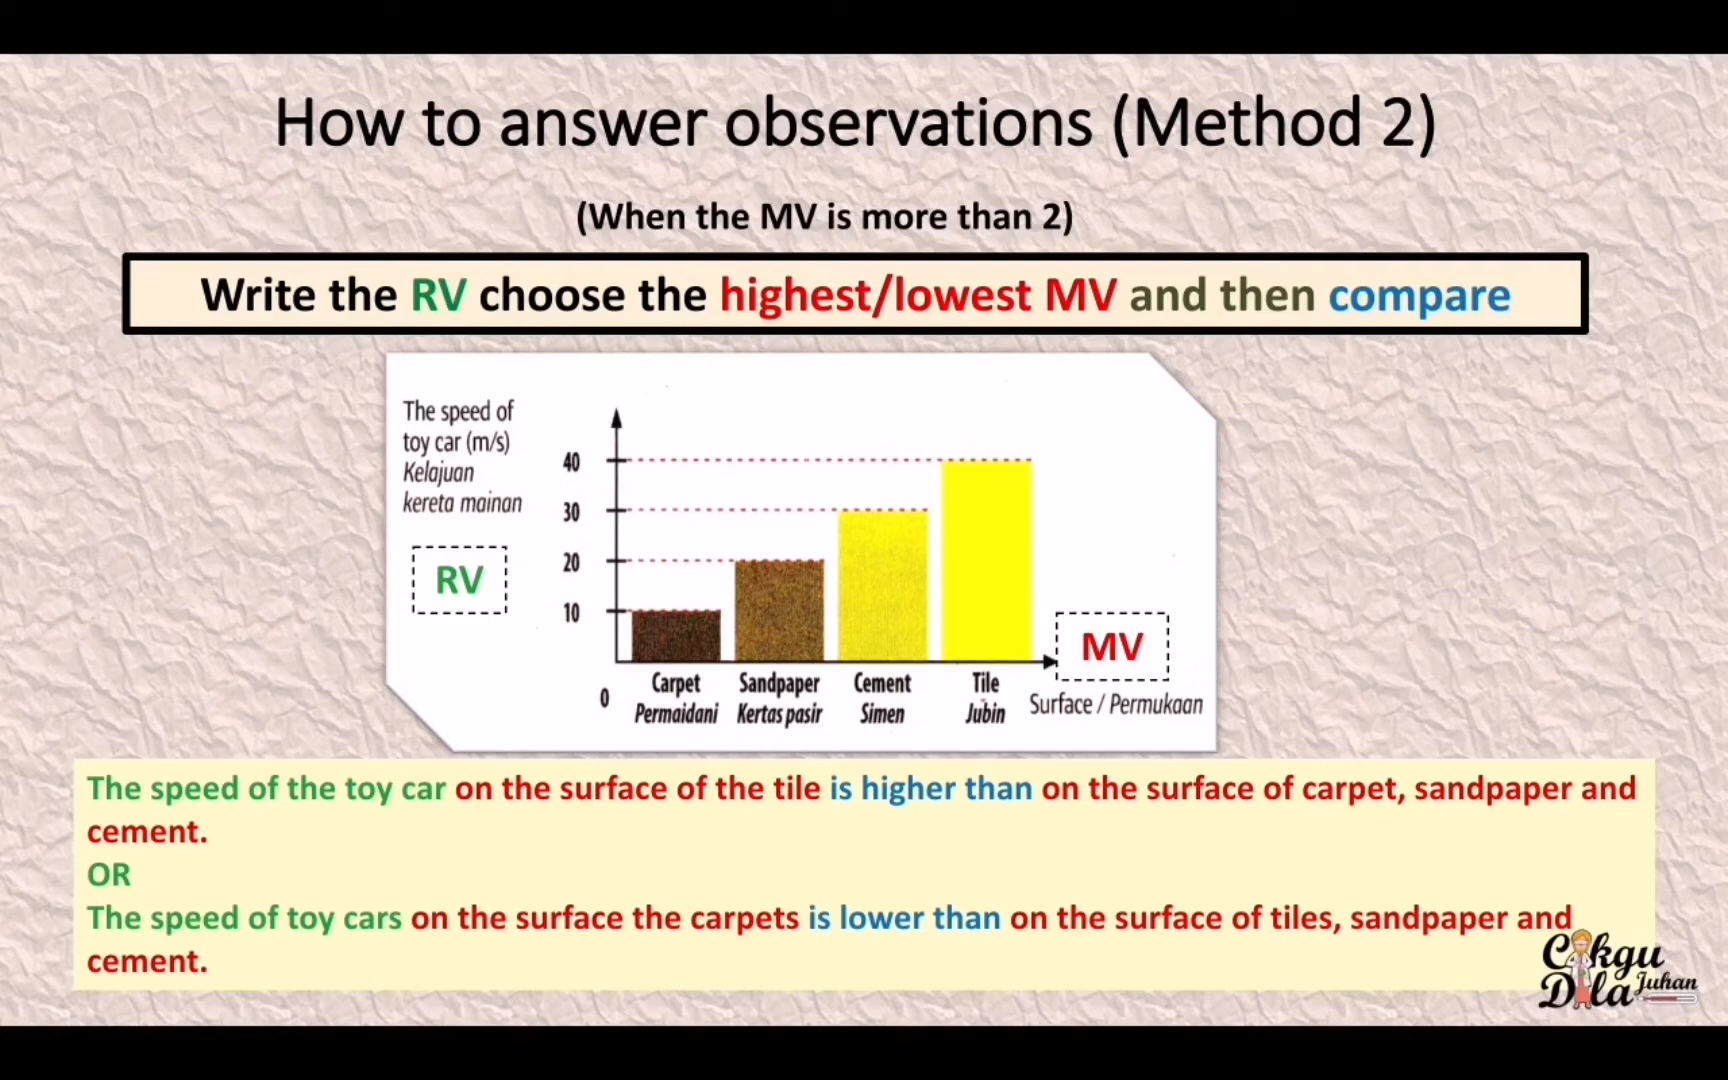 How to answer observations (Method 2)
(When the MV is more than 2)
Write the RV choose the highest/lowest MV and then compare
The speed of
toy car (m/s)
Kelajuan
kereta mainan
RV
40
30
20
10
0
Carpet
Permaidani
Sandpaper
Kertas pasir
Cement
Simen
Tile
Jubin
MV
Surface / Permukaan
The speed of the toy car on the surface of the tile is higher than on the surface of carpet, sandpaper and
cement.
OR
The speed of toy cars on the surface the carpets is lower than on the surface of tiles, sandpaper and
cement.
Cikgu
Dila Juhan